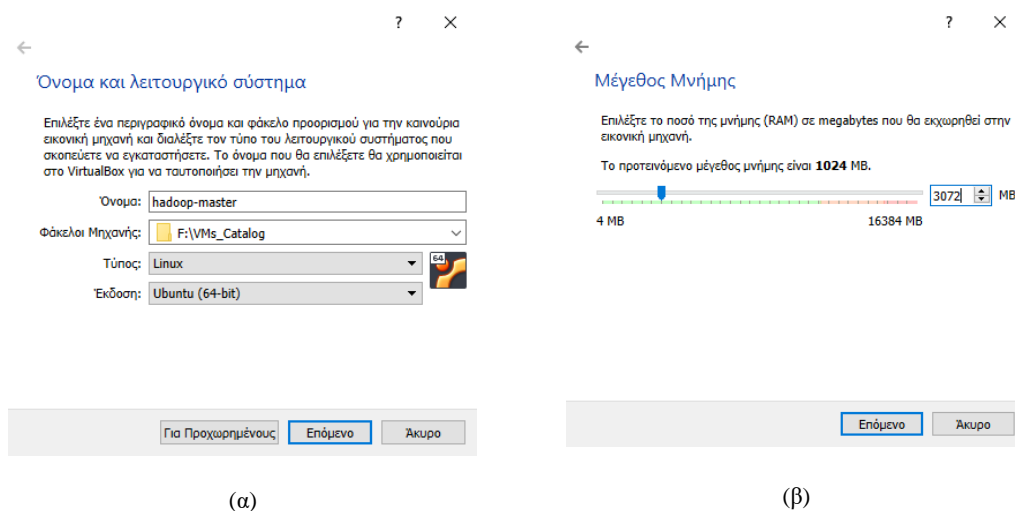 ?
Όνομα και λειτουργικό σύστημα
Επιλέξτε ένα περιγραφικό όνομα και φάκελο προορισμού για την καινούρια
εικονική μηχανή και διαλέξτε τον τύπο του λειτουργικού συστήματος που
σκοπεύετε να εγκαταστήσετε. Το όνομα που θα επιλέξετε θα χρημοποιείται
στο VirtualBox για να ταυτοποιήσει την μηχανή.
Όνομα: hadoop-master
Φάκελοι Μηχανής: F:\VMs_Catalog
Τύπος: Linux
64
Έκδοση: Ubuntu (64-bit)
Για Προχωρημένους Επόμενο Άκυρο
(α)
?
Μέγεθος Μνήμης
Επιλέξτε το ποσό της μνήμης (RAM) σε megabytes που θα εκχωρηθεί στην
εικονική μηχανή.
Το προτεινόμενο μέγεθος μνήμης είναι 1024 MB.
3072 MB
4 MB 16384 MB
Επόμενο Άκυρο
(β)